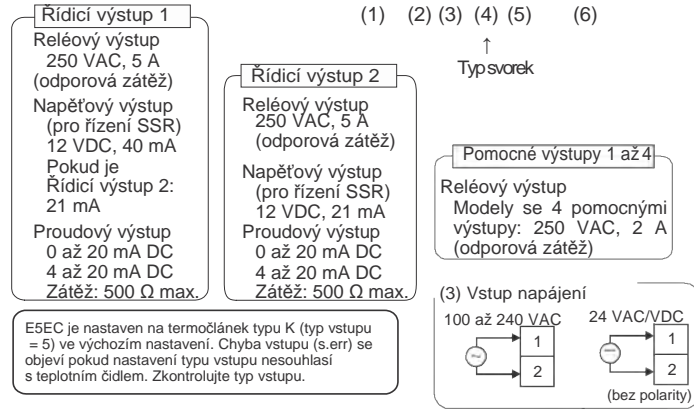 Řídicí výstup 1
Reléový výstup
250 VAC, 5 A
(odporová zátěž)
Napěťový výstup
(pro řízení SSR)
12 VDC, 40 mA
Pokud je
Řídicí výstup 2:
21 mA
Proudový výstup
0 až 20 mA DC
4 až 20 mA DC
Zátěž: 500 Ω max.
Řídicí výstup 2
Reléový výstup
250 VAC, 5 A
(odporová zátěž)
Napěťový výstup
(pro řízení SSR)
12 VDC, 21 mA
Proudový výstup
0 až 20 mA DC
4 až 20 mA DC
Zátěž: 500 Ω max.
(1) (2) (3) (4) (5) (6)
↑
Typ svorek
Pomocné výstupy 1 až 4
Reléový výstup
Modely se 4 pomocnými
výstupy: 250 VAC, 2 A
(odporová zátěž)
E5EC je nastaven na termočlánek typu K (typ vstupu
= 5) ve výchozím nastavení. Chyba vstupu (s.err) se
objeví pokud nastavení typu vstupu nesouhlasí
s teplotním čidlem. Zkontrolujte typ vstupu.
(3) Vstup napájení
100 až 240 VAC
1
2
24 VAC/VDC
1
2
(bez polarity)